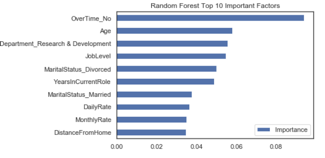 Random Forest Top 10 Important Factors
OverTime_No
Age
Department_Research & Development
JobLevel
MaritalStatus_Divorced
YearsInCurrentRole
MaritalStatus_Married
DailyRate
MonthlyRate
DistanceFromHome
Importance
0.00 0.02 0.04 0.06 0.08